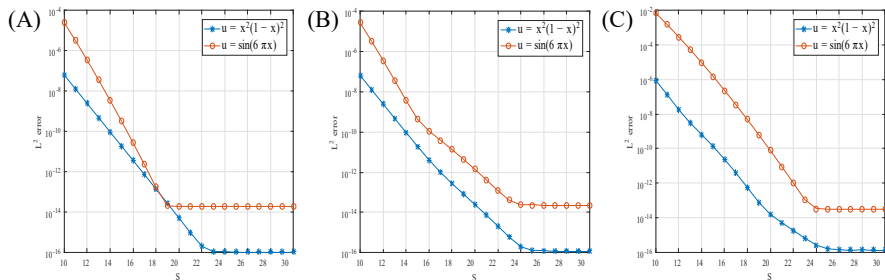 (A)
10^-4
10^-6
10^-8
10^-10
10^-12
10^-14
10^-16
L^2 error
10 12 14 16 18 20 22 24 26 28 30
S
u = x^2(1 − x)^2
u = sin(6 πx)
(B)
10^-4
10^-6
10^-8
10^-10
10^-12
10^-14
10^-16
L^2 error
10 12 14 16 18 20 22 24 26 28 30
S
u = x^2(1 − x)^2
u = sin(6 πx)
(C)
10^-2
10^-4
10^-6
10^-8
10^-10
10^-12
10^-14
10^-16
L^2 error
10 12 14 16 18 20 22 24 26 28 30
S
u = x^2(1 − x)^2
u = sin(6 πx)